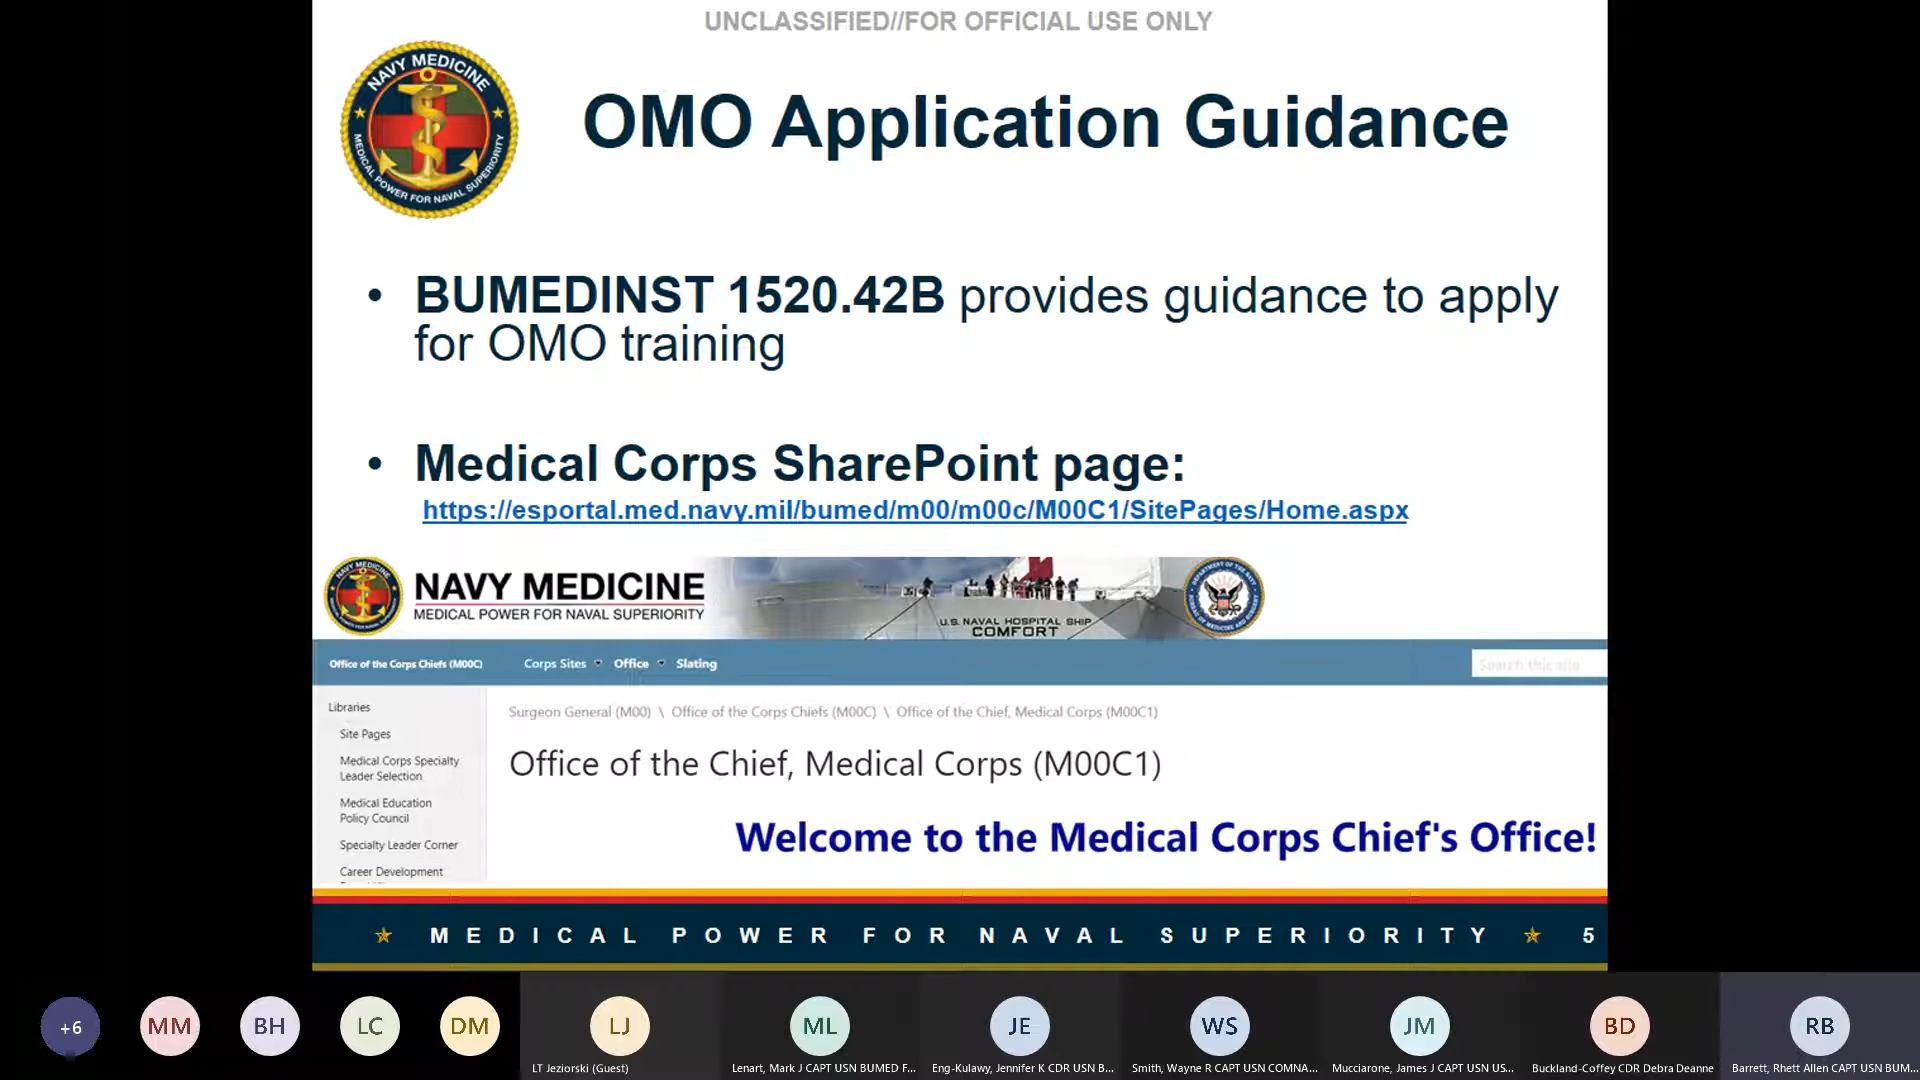 UNCLASSIFIED//FOR OFFICIAL USE ONLY
NAVY MEDICINE
MEDICAL POWER FOR NAVAL SUPERIORITY
OMO Application Guidance
• BUMEDINST 1520.42B provides guidance to apply
for OMO training
• Medical Corps SharePoint page:
https://esportal.med.navy.mil/bumed/m00/m00c/M00C1/SitePages/Home.aspx
NAVY MEDICINE
MEDICAL POWER FOR NAVAL SUPERIORITY
U.S. NAVAL HOSPITAL SHIP
COMFORT
Office of the Corps Chiefs (M00C)
Corps Sites Office Slating
Search this site
Libraries
Site Pages
Medical Corps Specialty
Leader Selection
Medical Education
Policy Council
Specialty Leader Corner
Career Development
Surgeon General (M00) \ Office of the Corps Chiefs (M00C) \ Office of the Chief, Medical Corps (M00C1)
Office of the Chief, Medical Corps (M00C1)
Welcome to the Medical Corps Chief's Office!
MEDICAL POWER FOR NAVAL SUPERIORITY 5
+6 MM BH LC DM LJ ML JE WS JM BD RB
LT Jeziorski (Guest)
Lenart, Mark J CAPT USN BUMED F...
Eng-Kulawy, Jennifer K CDR USN B...
Smith, Wayne R CAPT USN COMNA...
Mucciarone, James J CAPT USN US...
Buckland-Coffey CDR Debra Deanne
Barrett, Rhett Allen CAPT USN BUM...